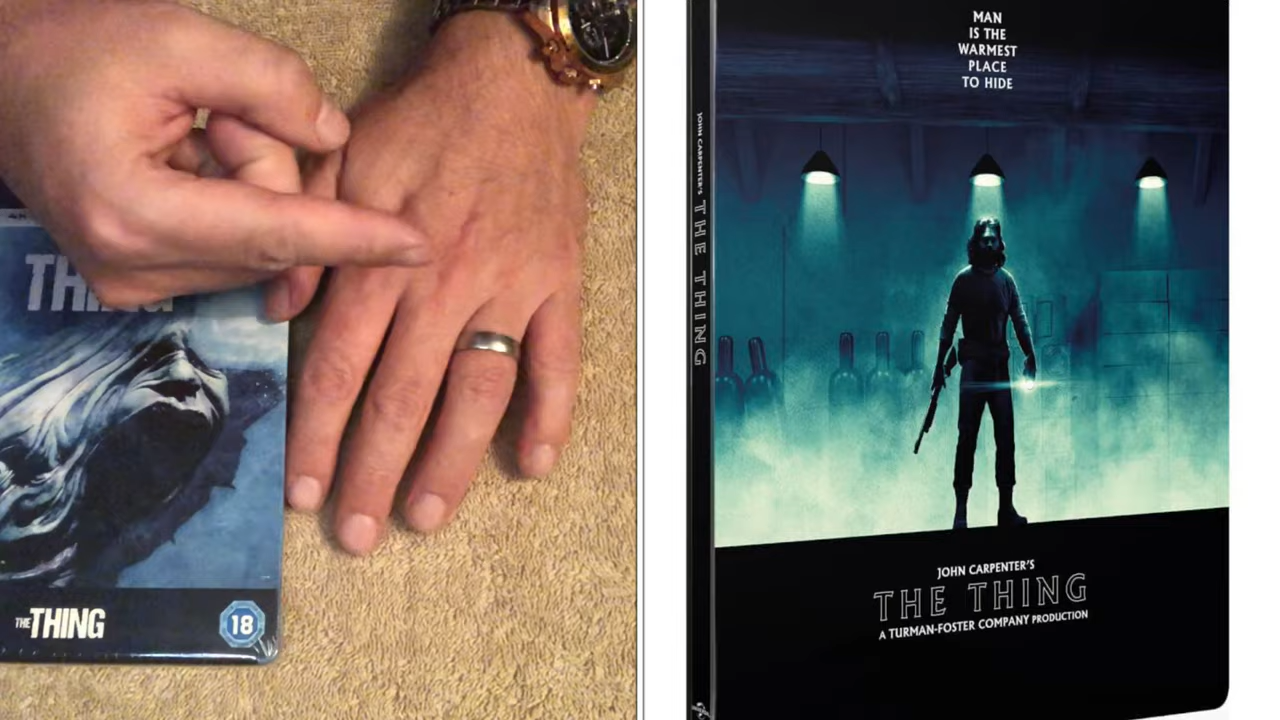 THING
THE THING
18
MAN
IS THE
WARMEST
PLACE
TO HIDE
JOHN CARPENTER'S THE THING
JOHN CARPENTER'S
THE THING
A TURMAN-FOSTER COMPANY PRODUCTION